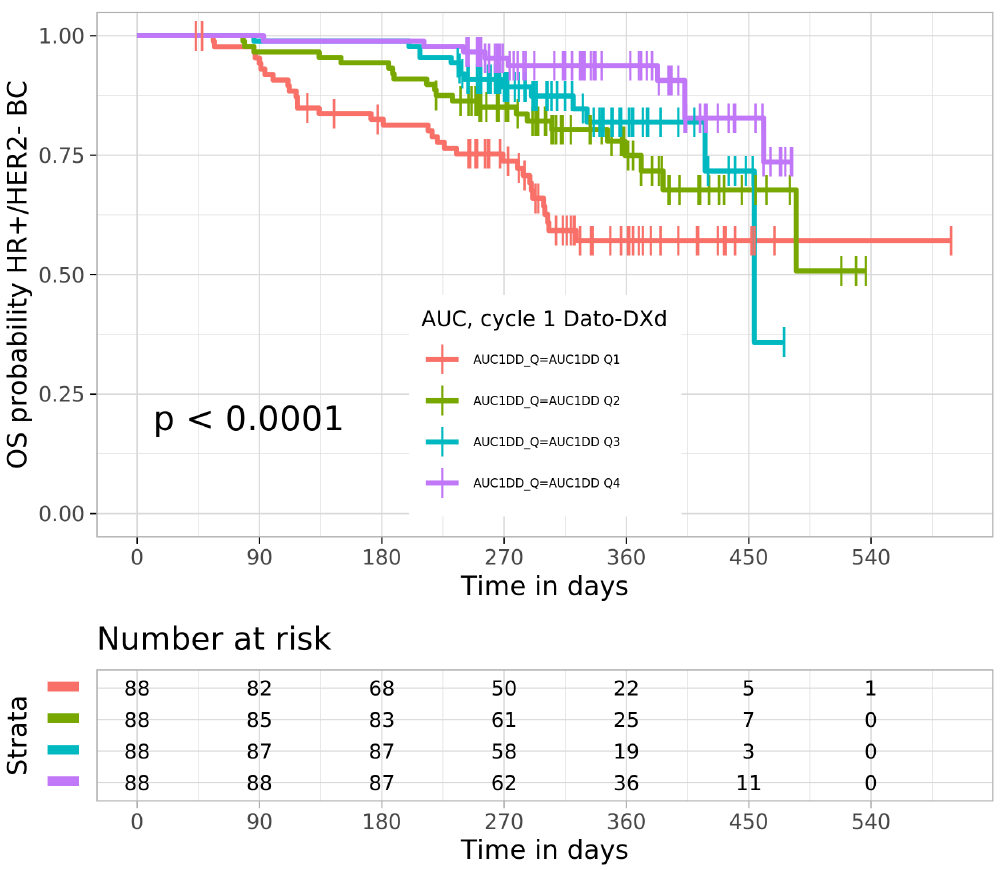 OS probability HR+/HER2- BC
1.00
0.75
0.50
0.25
0.00
p < 0.0001
AUC, cycle 1 Dato-DXd
AUC1DD_Q=AUC1DD Q1
AUC1DD_Q=AUC1DD Q2
AUC1DD_Q=AUC1DD Q3
AUC1DD_Q=AUC1DD Q4
0 90 180 270 360 450 540
Time in days
Number at risk
Strata
88 82 68 50 22 5 1
88 85 83 61 25 7 0
88 87 87 58 19 3 0
88 88 87 62 36 11 0
0 90 180 270 360 450 540
Time in days